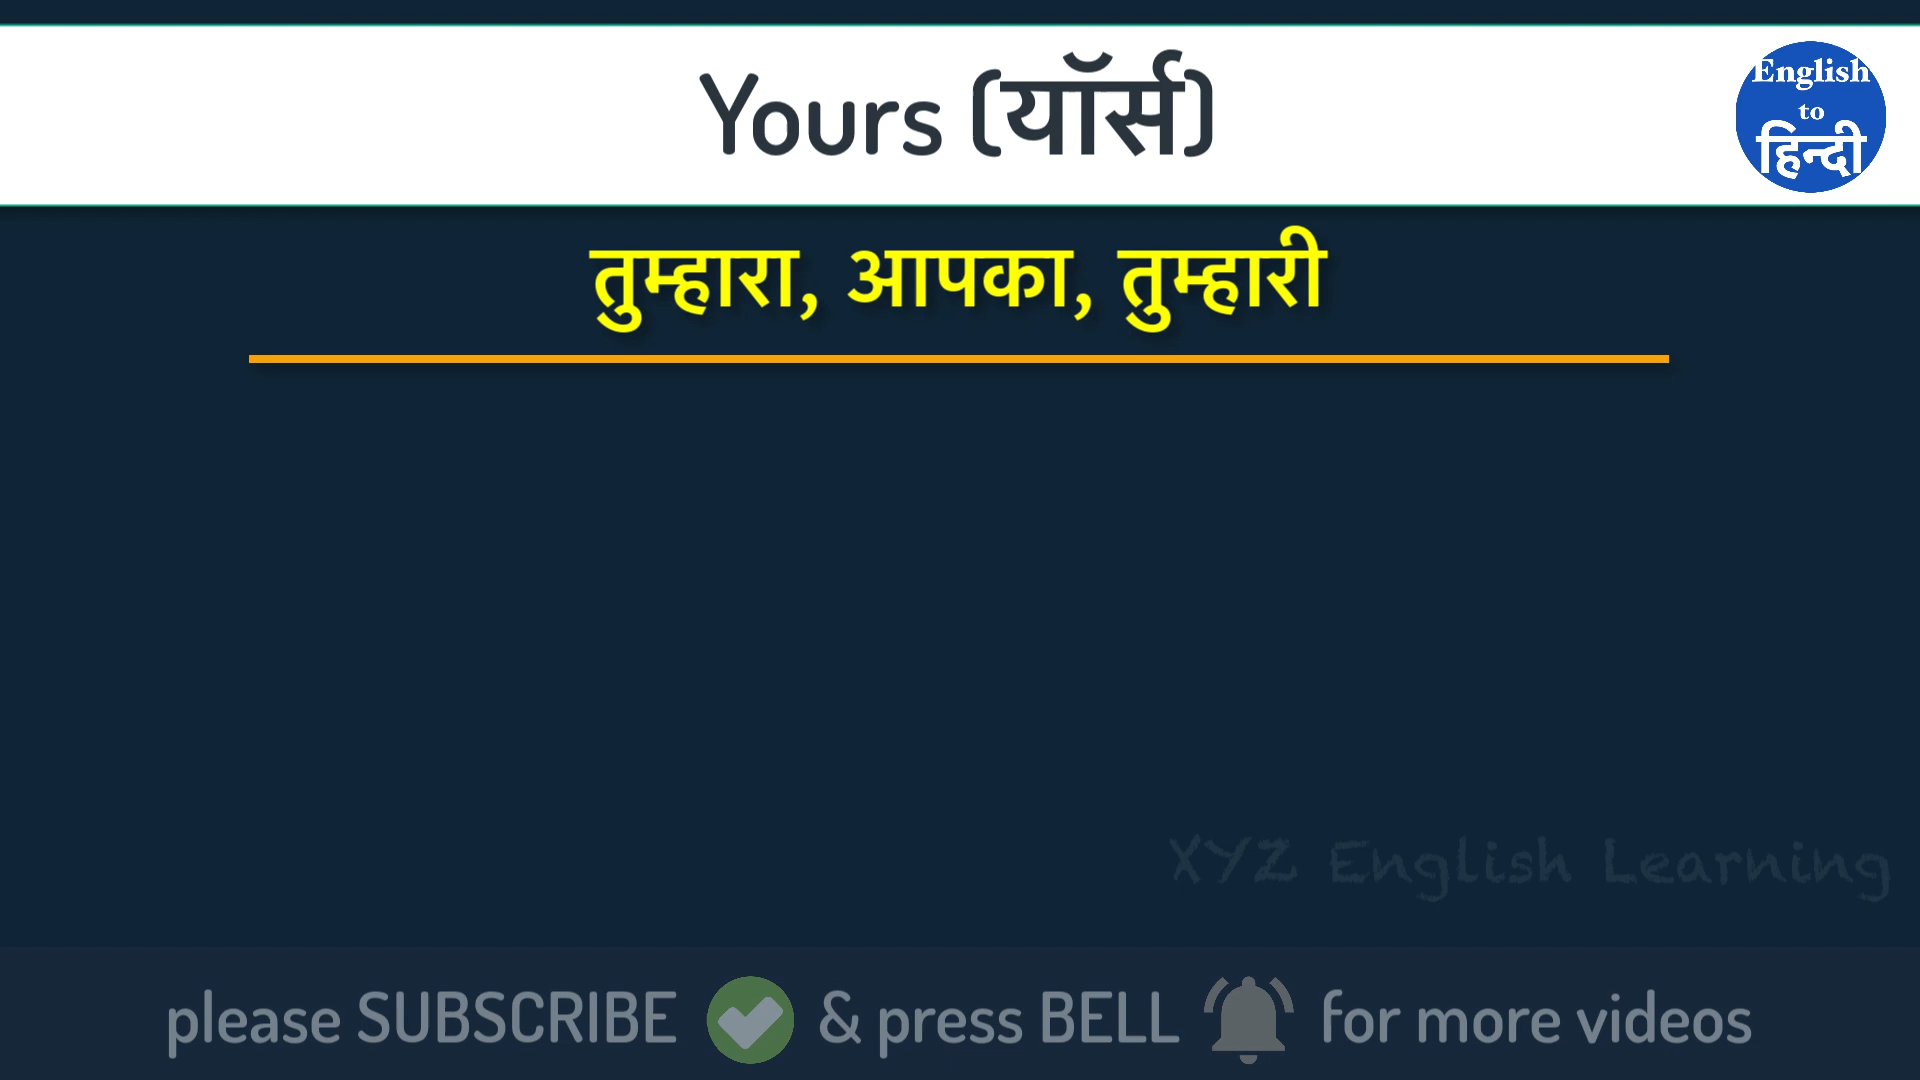 Yours (यॉर्स)
English
to
हिन्दी
तुम्हारा, आपका, तुम्हारी
XYZ English Learning
please SUBSCRIBE & press BELL for more videos